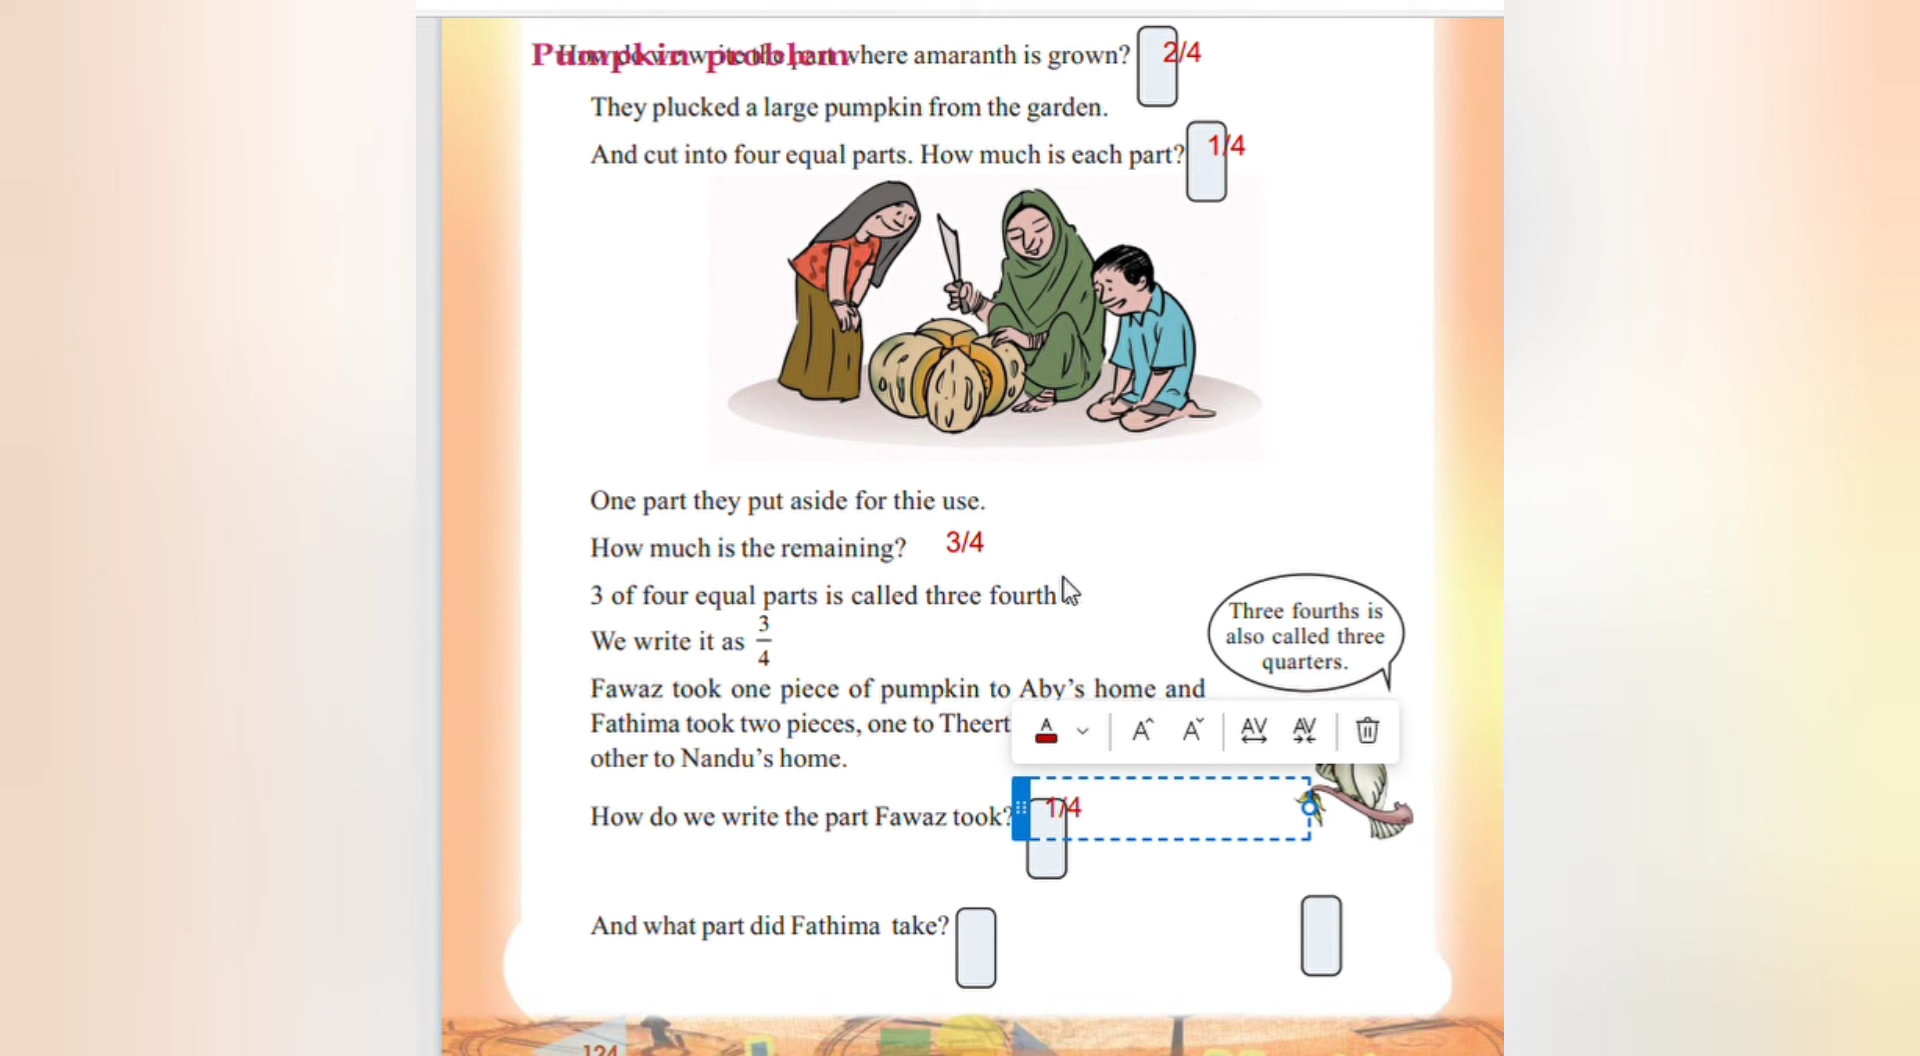 Pumpkin problem
How do we write the part where amaranth is grown? 2/4
They plucked a large pumpkin from the garden.
And cut into four equal parts. How much is each part? 1/4
One part they put aside for thie use.
How much is the remaining? 3/4
3 of four equal parts is called three fourth
We write it as 3/4
Three fourths is
also called three
quarters.
Fawaz took one piece of pumpkin to Aby’s home and
Fathima took two pieces, one to Theert
other to Nandu’s home.
A A A AV AV
How do we write the part Fawaz took? 1/4
And what part did Fathima take?
124